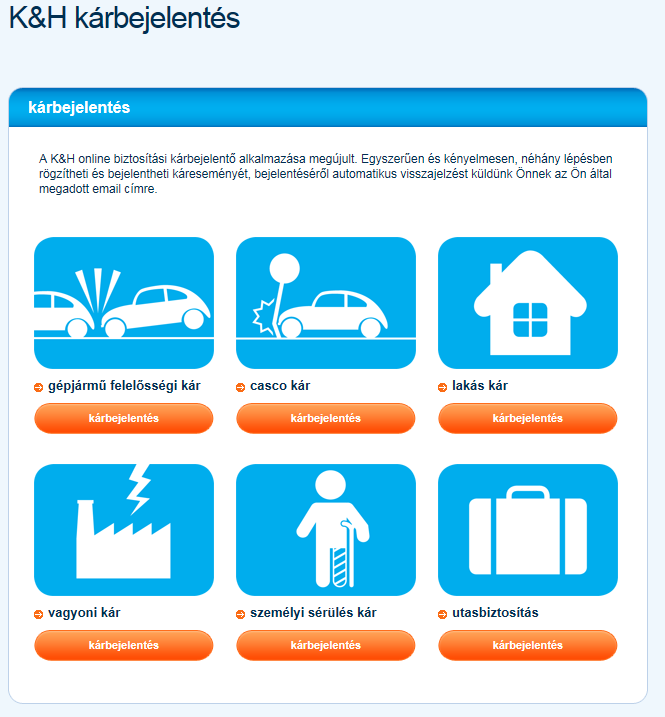 K&H kárbejelentés
kárbejelentés
A K&H online biztosítási kárbejelentő alkalmazása megújult. Egyszerűen és kényelmesen, néhány lépésben
rögzítheti és bejelentheti káreseményét, bejelentéséről automatikus visszajelzést küldünk Önnek az Ön által
megadott email címre.
gépjármű felelősségi kár
casco kár
lakás kár
kárbejelentés
kárbejelentés
kárbejelentés
vagyoni kár
személyi sérülés kár
utasbiztosítás
kárbejelentés
kárbejelentés
kárbejelentés